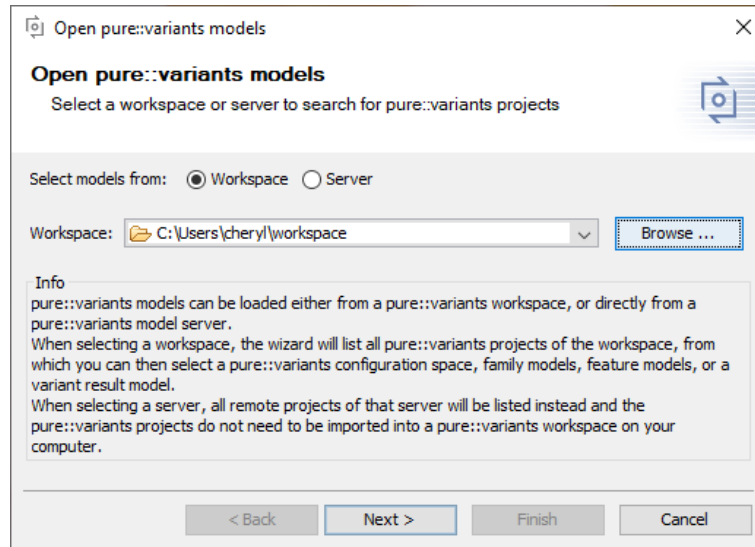 Open pure::variants models
Open pure::variants models
Select a workspace or server to search for pure::variants projects
Select models from: Workspace Server
Workspace: C:\Users\cheryl\workspace Browse ...
Info
pure::variants models can be loaded either from a pure::variants workspace, or directly from a
pure::variants model server.
When selecting a workspace, the wizard will list all pure::variants projects of the workspace, from
which you can then select a pure::variants configuration space, family models, feature models, or a
variant result model.
When selecting a server, all remote projects of that server will be listed instead and the
pure::variants projects do not need to be imported into a pure::variants workspace on your
computer.
< Back Next > Finish Cancel